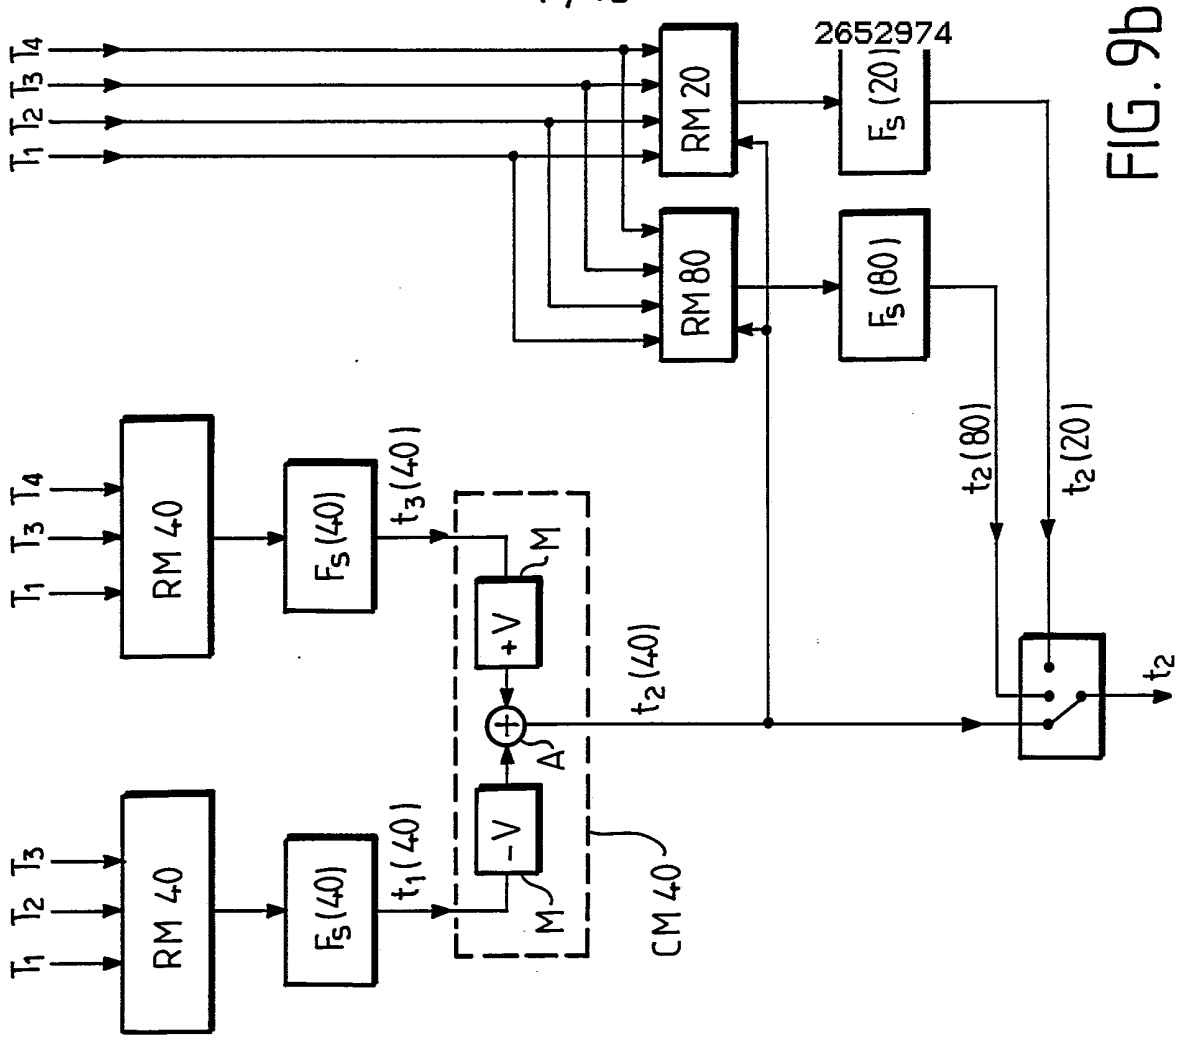 2652974
FIG. 9b
T4
T3
T2
T1
RM 20
Fs (20)
RM 80
Fs (80)
t2 (80)
t2 (20)
T1 T3 T4
RM 40
Fs (40)
t3 (40)
+V
M
A
t2 (40)
T1 T2 T3
RM 40
Fs (40)
t1 (40)
-V
M
CM 40
t2